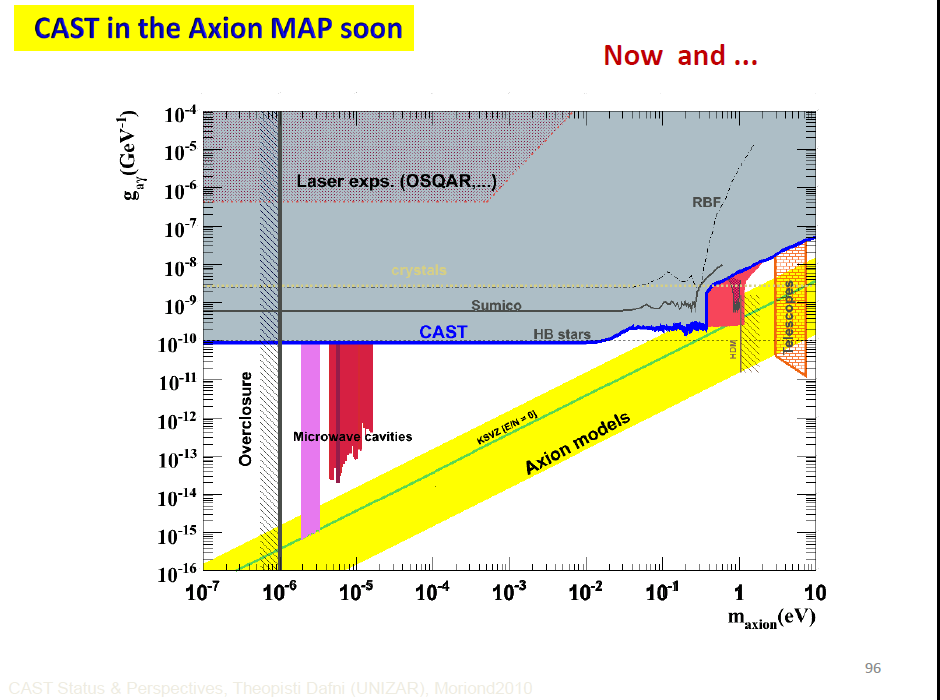 CAST in the Axion MAP soon
Now and ...
g_aγ(GeV⁻¹)
10⁻⁴
10⁻⁵
10⁻⁶
10⁻⁷
10⁻⁸
10⁻⁹
10⁻¹⁰
10⁻¹¹
10⁻¹²
10⁻¹³
10⁻¹⁴
10⁻¹⁵
10⁻¹⁶
Laser exps. (OSQAR,...)
RBF
crystals
Sumico
CAST
HB stars
Telescopes
HDM
Overclosure
Microwave cavities
KSVZ [E/N = 0)
Axion models
10⁻⁷ 10⁻⁶ 10⁻⁵ 10⁻⁴ 10⁻³ 10⁻² 10⁻¹ 1 10
m_axion(eV)
96
CAST Status & Perspectives, Theopisti Dafni (UNIZAR), Moriond2010